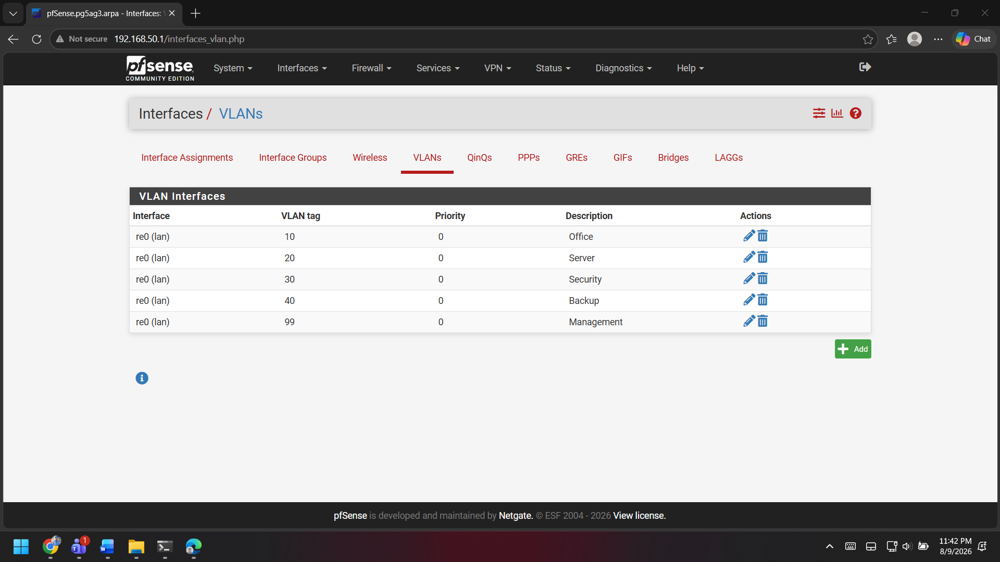 pfSense.pg5ag3.arpa - Interfaces:
Not secure 192.168.50.1/interfaces_vlan.php
Chat
pfsense
COMMUNITY EDITION
System Interfaces Firewall Services VPN Status Diagnostics Help
Interfaces / VLANs
Interface Assignments Interface Groups Wireless VLANs QinQs PPPs GREs GIFs Bridges LAGGs
VLAN Interfaces
Interface VLAN tag Priority Description Actions
re0 (lan) 10 0 Office
re0 (lan) 20 0 Server
re0 (lan) 30 0 Security
re0 (lan) 40 0 Backup
re0 (lan) 99 0 Management
Add
pfSense is developed and maintained by Netgate. © ESF 2004 - 2026 View license.
1
11:42 PM
8/9/2026